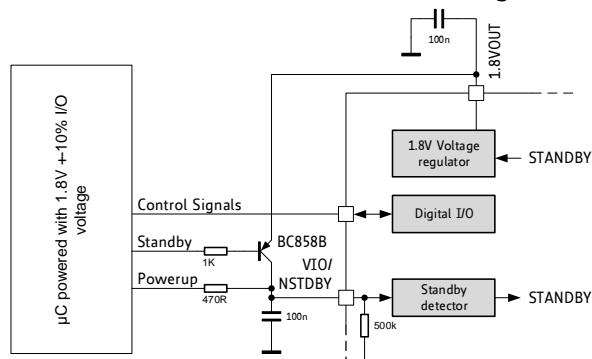 100n
1.8VOUT
µC powered with 1.8V +10% I/O
voltage
1.8V Voltage
regulator
STANDBY
Control Signals
Digital I/O
Standby
BC858B
1K
VIO/
NSTDBY
Powerup
470R
Standby
detector
STANDBY
100n
500k